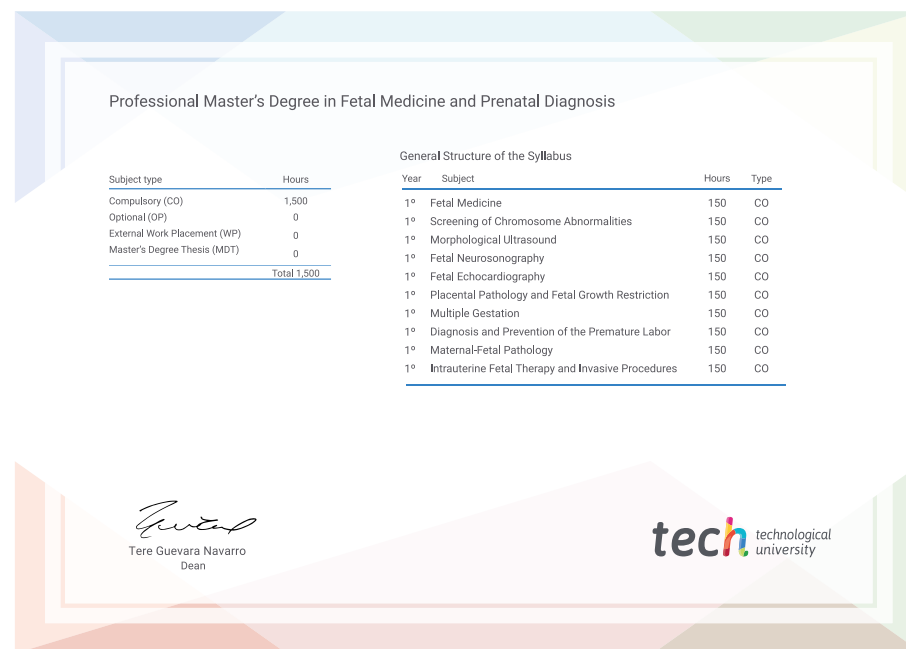 Professional Master's Degree in Fetal Medicine and Prenatal Diagnosis
General Structure of the Syllabus
Subject type Hours
Compulsory (CO) 1,500
Optional (OP) 0
External Work Placement (WP) 0
Master's Degree Thesis (MDT) 0
Total 1,500
Year Subject Hours Type
1º Fetal Medicine 150 CO
1º Screening of Chromosome Abnormalities 150 CO
1º Morphological Ultrasound 150 CO
1º Fetal Neurosonography 150 CO
1º Fetal Echocardiography 150 CO
1º Placental Pathology and Fetal Growth Restriction 150 CO
1º Multiple Gestation 150 CO
1º Diagnosis and Prevention of the Premature Labor 150 CO
1º Maternal-Fetal Pathology 150 CO
1º Intrauterine Fetal Therapy and Invasive Procedures 150 CO
Tere Guevara Navarro
Dean
tech technological
university